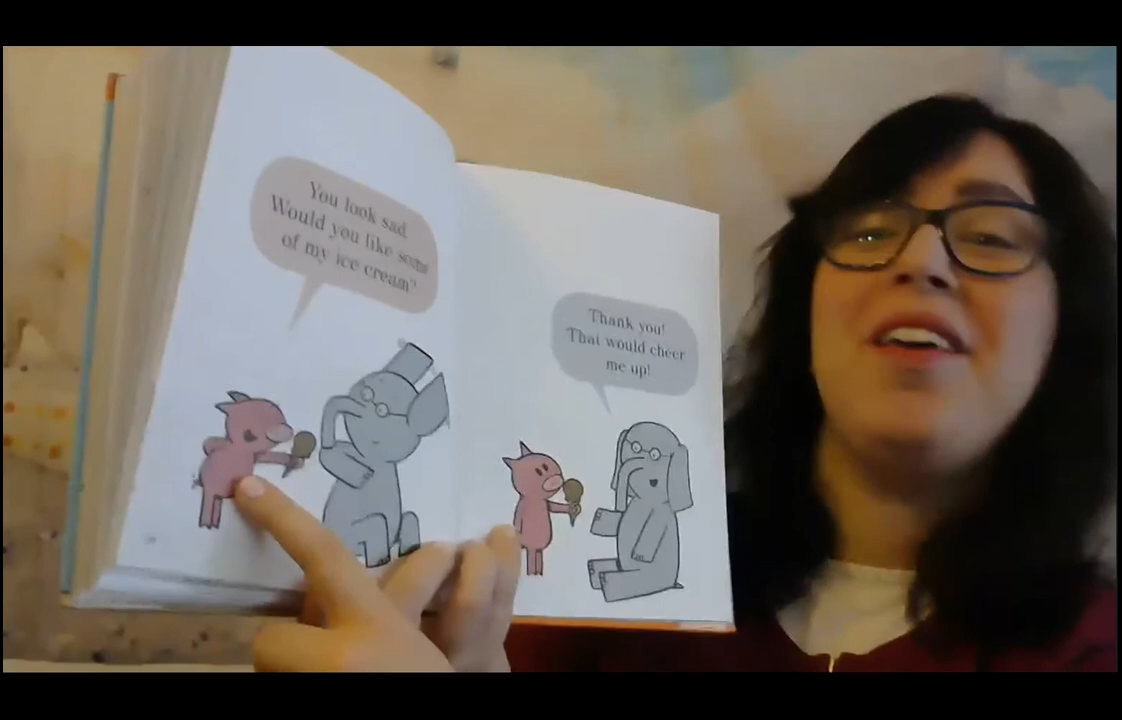 You look sad.
Would you like some
of my ice cream?
Thank you!
That would cheer
me up!